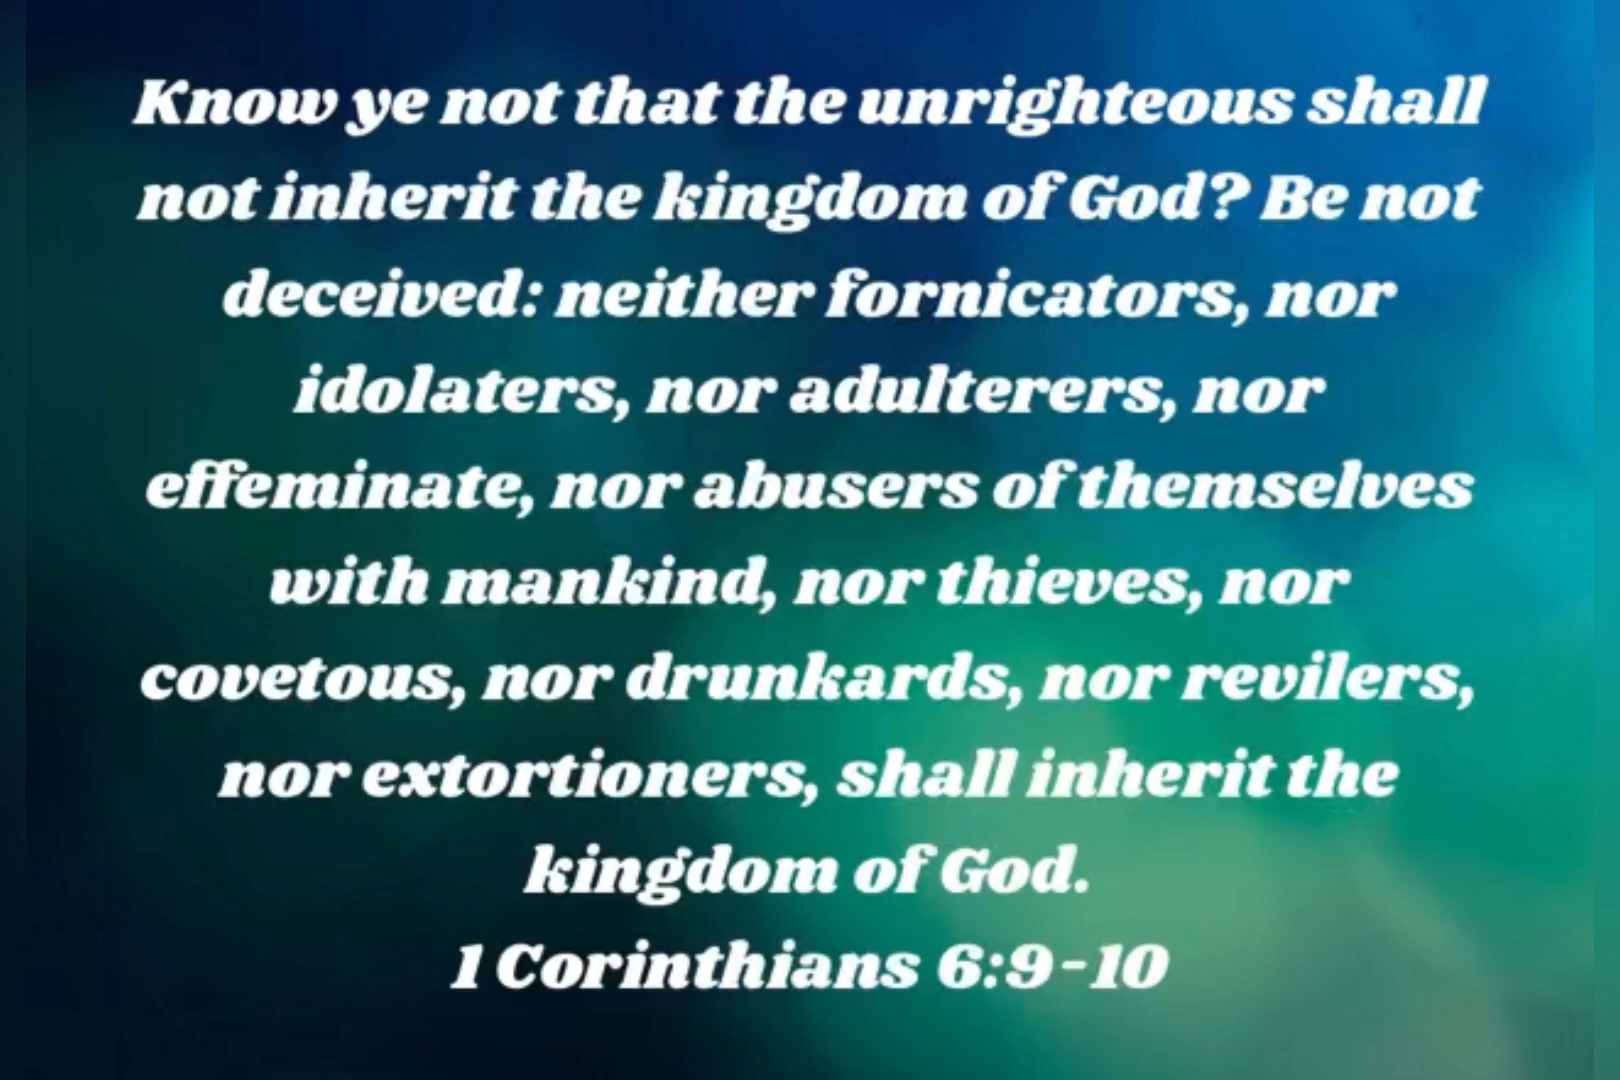 Know ye not that the unrighteous shall
not inherit the kingdom of God? Be not
deceived: neither fornicators, nor
idolaters, nor adulterers, nor
effeminate, nor abusers of themselves
with mankind, nor thieves, nor
covetous, nor drunkards, nor revilers,
nor extortioners, shall inherit the
kingdom of God.
1 Corinthians 6:9-10